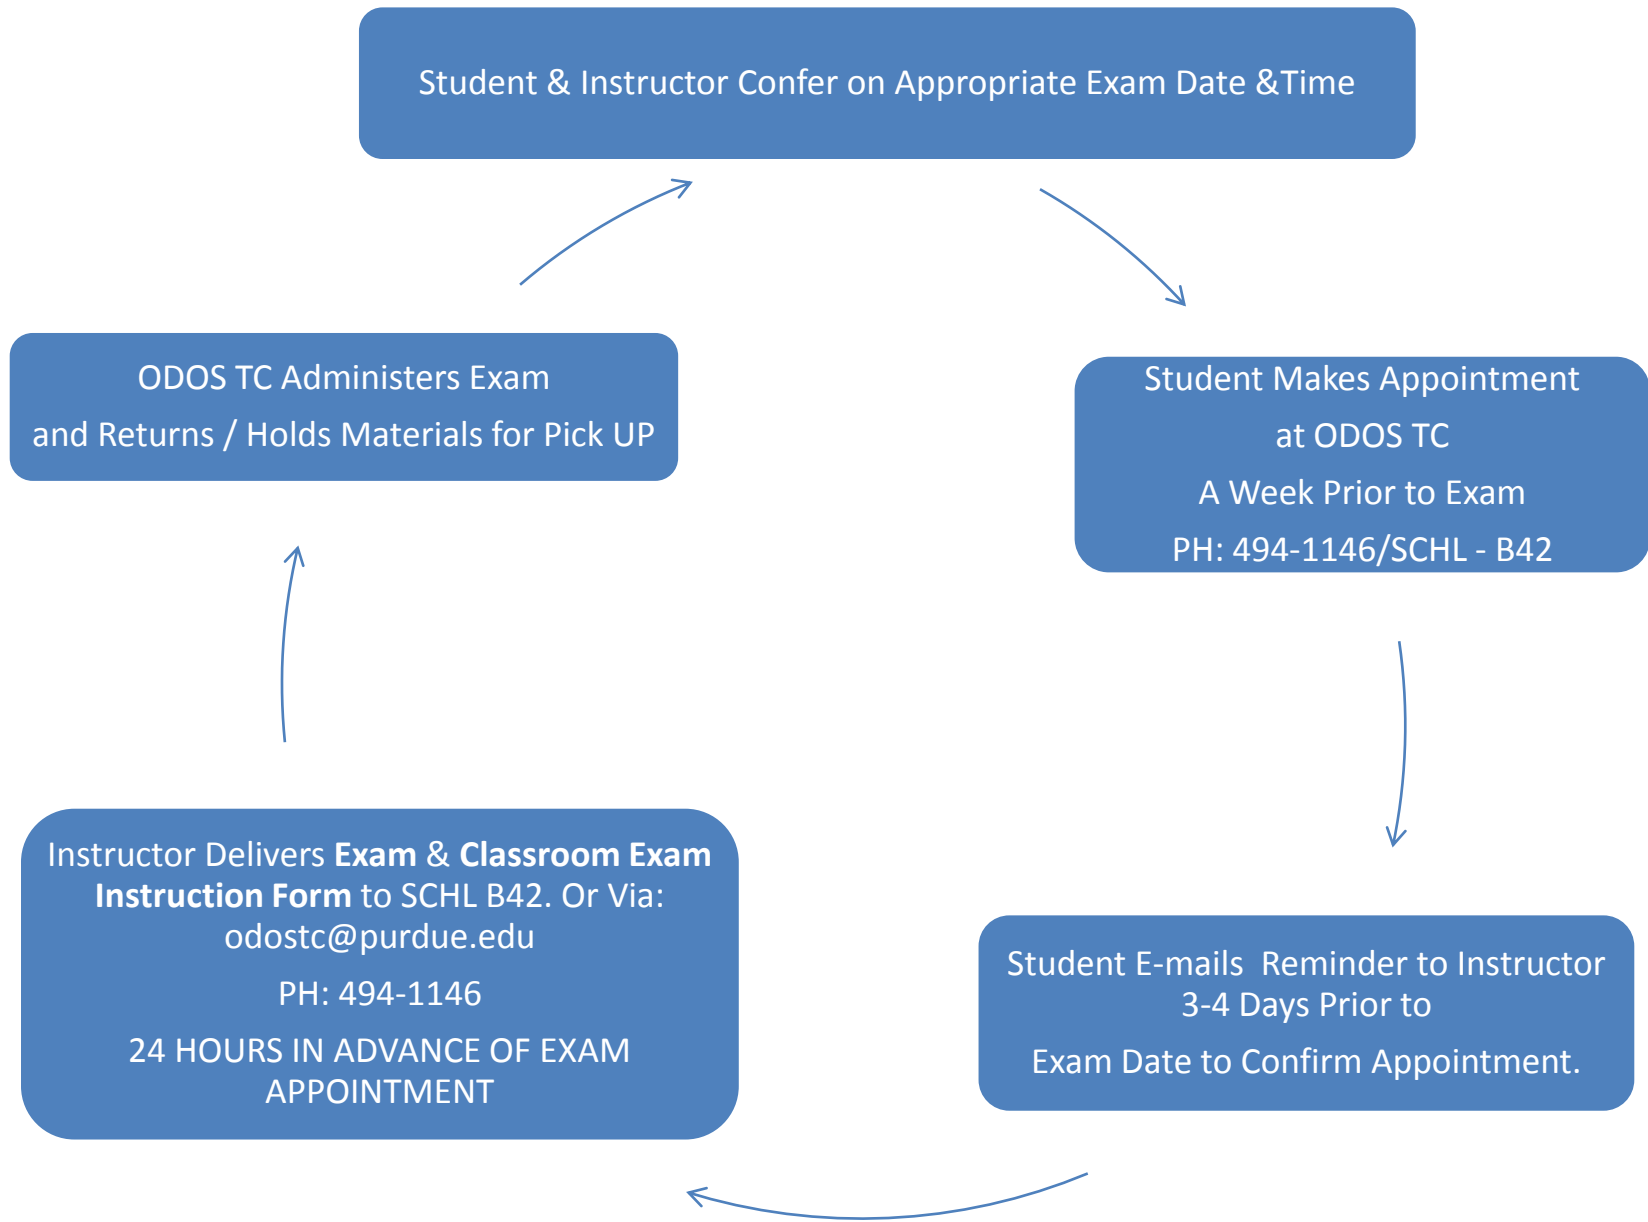 Student & Instructor Confer on Appropriate Exam Date &Time
Student Makes Appointment
at ODOS TC
A Week Prior to Exam
PH: 494-1146/SCHL - B42
Student E-mails  Reminder to Instructor
3-4 Days Prior to
Exam Date to Confirm Appointment.
Instructor Delivers Exam & Classroom Exam
Instruction Form to SCHL B42. Or Via:
odostc@purdue.edu
PH: 494-1146
24 HOURS IN ADVANCE OF EXAM
APPOINTMENT
ODOS TC Administers Exam
and Returns / Holds Materials for Pick UP